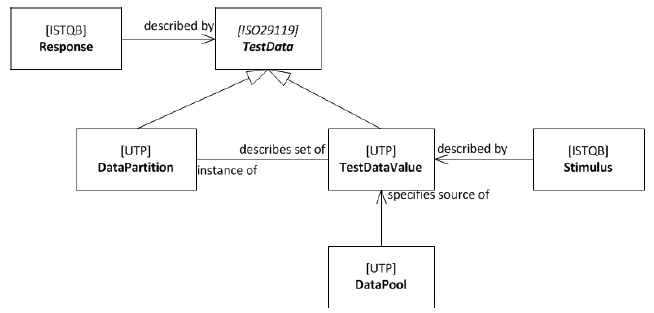 [ISTQB]
Response
described by
[ISO29119]
TestData
[UTP]
DataPartition
describes set of
instance of
[UTP]
TestDataValue
described by
[ISTQB]
Stimulus
specifies source of
[UTP]
DataPool